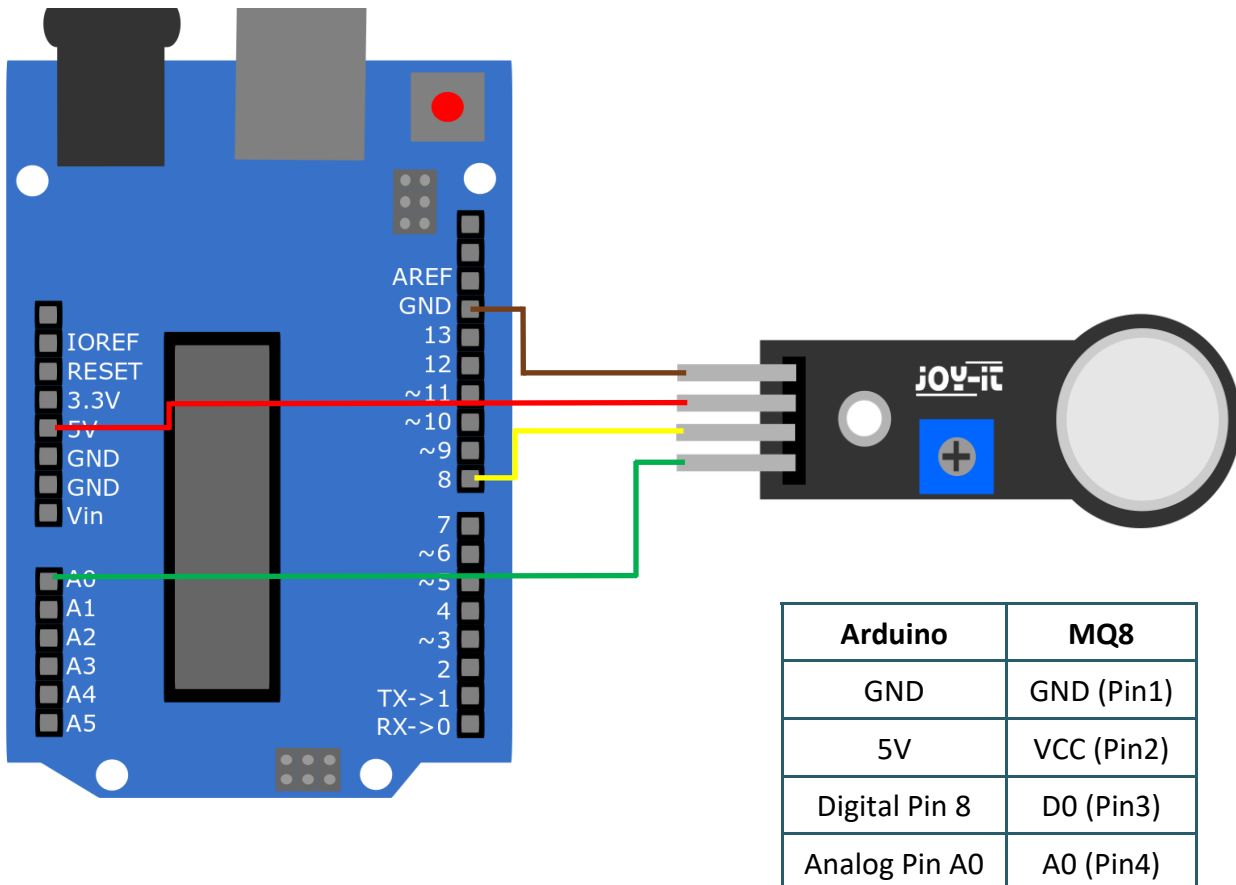 AREF
GND
13
12
~11
~10
~9
8
7
~6
~5
4
~3
2
TX->1
RX->0
IOREF
RESET
3.3V
5V
GND
GND
Vin
A0
A1
A2
A3
A4
A5
JOY-iT
Arduino MQ8
GND GND (Pin1)
5V VCC (Pin2)
Digital Pin 8 D0 (Pin3)
Analog Pin A0 A0 (Pin4)